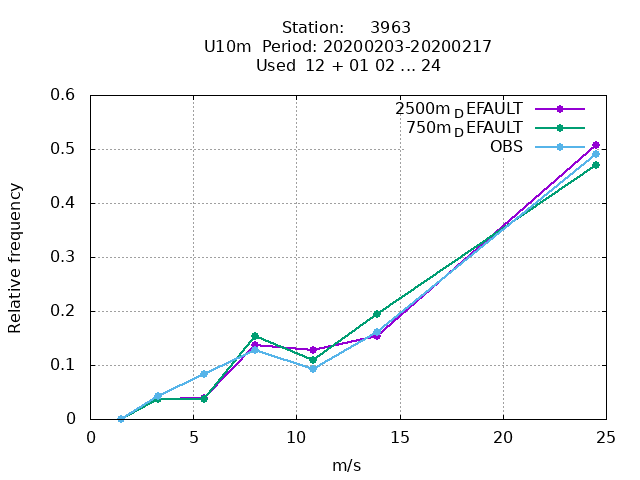 Station: 3963
U10m Period: 20200203-20200217
Used 12 + 01 02 ... 24
0.6
0.5
0.4
0.3
0.2
0.1
0
Relative frequency
2500m_DEFAULT
750m_DEFAULT
OBS
0 5 10 15 20 25
m/s